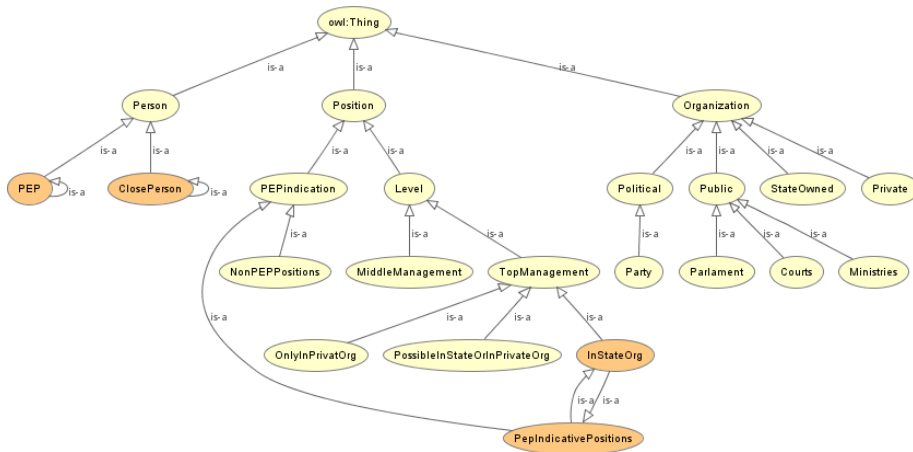 owl:Thing
is-a
is-a
is-a
Person
Position
Organization
is-a
is-a
is-a
is-a
is-a
is-a
is-a
is-a
PEP
is-a
ClosePerson
is-a
PEPindication
Level
Political
Public
StateOwned
Private
is-a
is-a
is-a
is-a
is-a
is-a
is-a
NonPEPPositions
MiddleManagement
TopManagement
Party
Parlament
Courts
Ministries
is-a
is-a
is-a
is-a
OnlyInPrivatOrg
PossibleInStateOrInPrivateOrg
InStateOrg
is-a
is-a
PepIndicativePositions